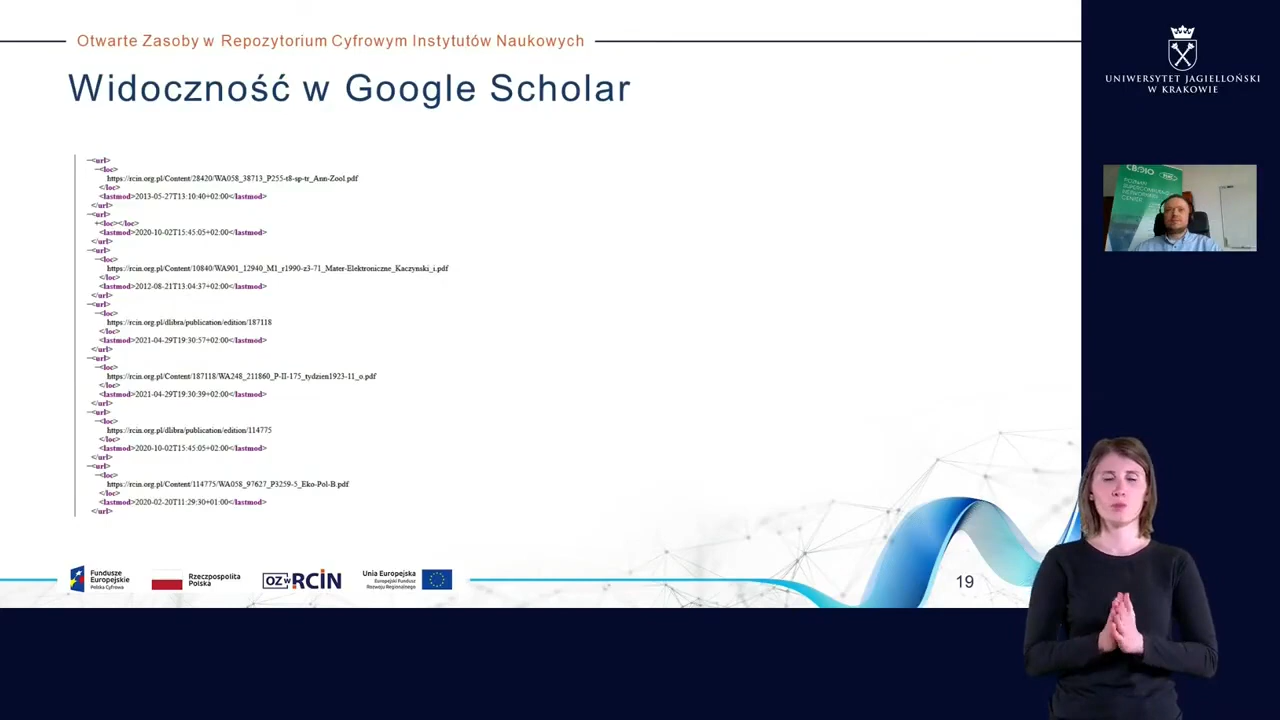 Otwarte Zasoby w Repozytorium Cyfrowym Instytutów Naukowych
Widoczność w Google Scholar
−<url>
−<loc>
https://rcin.org.pl/Content/28420/WA058_38713_P255-t8-sp-tr_Ann-Zool.pdf
</loc>
<lastmod>2013-05-27T13:10:40+02:00</lastmod>
</url>
−<url>
+<loc></loc>
<lastmod>2020-10-02T15:45:05+02:00</lastmod>
</url>
−<url>
−<loc>
https://rcin.org.pl/Content/10840/WA901_12940_M1_r1990-z3-71_Mater-Elektroniczne_Kaczynski_i.pdf
</loc>
<lastmod>2012-08-21T13:04:37+02:00</lastmod>
</url>
−<url>
−<loc>
https://rcin.org.pl/dlibra/publication/edition/187118
</loc>
<lastmod>2021-04-29T19:30:57+02:00</lastmod>
</url>
−<url>
−<loc>
https://rcin.org.pl/Content/187118/WA248_211860_P-II-175_tydzien1923-11_o.pdf
</loc>
<lastmod>2021-04-29T19:30:39+02:00</lastmod>
</url>
−<url>
−<loc>
https://rcin.org.pl/dlibra/publication/edition/114775
</loc>
<lastmod>2020-10-02T15:45:05+02:00</lastmod>
</url>
−<url>
−<loc>
https://rcin.org.pl/Content/114775/WA058_97627_P3259-5_Eko-Pol-B.pdf
</loc>
<lastmod>2020-02-20T11:29:30+01:00</lastmod>
</url>
Fundusze
Europejskie
Polska Cyfrowa
Rzeczpospolita
Polska
OZwRCIN
Unia Europejska
Europejski Fundusz
Rozwoju Regionalnego
19
UNIWERSYTET JAGIELLOŃSKI
W KRAKOWIE
POZNAN
SUPERCOMPUTING
NETWORKING
CENTER